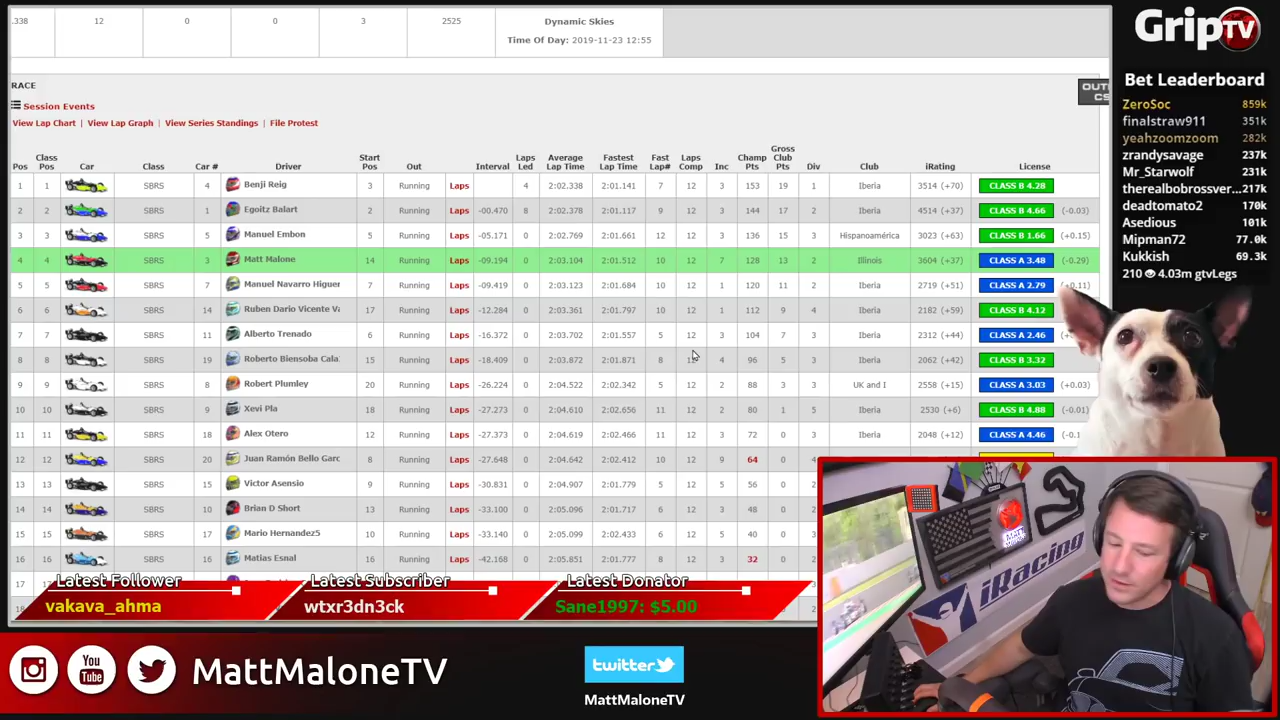 .338 12 0 0 3 2525 Dynamic Skies
Time Of Day: 2019-11-23 12:55
RACE
Session Events
View Lap Chart | View Lap Graph | View Series Standings | File Protest
OUT
CS
Pos Class Pos Car Class Car # Driver Start Pos Out Interval Laps Led Average Lap Time Fastest Lap Time Fast Lap# Laps Comp Inc Champ Pts Gross Club Pts Div Club iRating License
1 1 SBRS 4 Benji Reig 3 Running Laps 4 2:02.338 2:01.141 7 12 3 153 19 1 Iberia 3514 (+70) CLASS B 4.28
2 2 SBRS 1 Egoitz Balart 2 Running Laps -00.470 8 2:02.378 2:01.117 9 12 3 144 17 2 Iberia 4514 (+37) CLASS B 4.66 (-0.03)
3 3 SBRS 5 Manuel Embon 5 Running Laps -05.171 0 2:02.769 2:01.661 12 12 3 136 15 3 Hispanoamérica 3023 (+63) CLASS B 1.66 (+0.15)
4 4 SBRS 3 Matt Malone 14 Running Laps -09.194 0 2:03.104 2:01.512 10 12 7 128 13 2 Illinois 3604 (+37) CLASS A 3.48 (-0.29)
5 5 SBRS 7 Manuel Navarro Higuer 7 Running Laps -09.419 0 2:03.123 2:01.684 10 12 1 120 11 2 Iberia 2719 (+51) CLASS A 2.79 (+0.11)
6 6 SBRS 14 Ruben Dario Vicente 17 Running Laps -12.284 0 2:03.361 2:01.797 10 12 1 112 9 4 Iberia 2182 (+59) CLASS B 4.12
7 7 SBRS 11 Alberto Trenado 6 Running Laps -16.372 0 2:03.702 2:01.557 5 12 3 104 7 3 Iberia 2312 (+44) CLASS A 2.46
8 8 SBRS 19 Roberto Biensoba Cala 15 Running Laps -18.409 0 2:03.872 2:01.871 8 12 4 96 5 3 Iberia 2062 (+42) CLASS B 3.32
9 9 SBRS 8 Robert Plumley 20 Running Laps -26.224 0 2:04.522 2:02.342 5 12 2 88 3 3 UK and I 2558 (+15) CLASS A 3.03 (+0.03)
10 10 SBRS 9 Xevi Pla 18 Running Laps -27.273 0 2:04.610 2:02.656 11 12 2 80 1 5 Iberia 2530 (+6) CLASS B 4.88 (-0.01)
11 11 SBRS 18 Alex Otero 12 Running Laps -27.373 0 2:04.619 2:02.466 11 12 3 72 0 3 Iberia 2048 (+12) CLASS A 4.46 (-0.1
12 12 SBRS 20 Juan Ramón Bello Garc 8 Running Laps -27.648 0 2:04.642 2:02.412 10 12 9 64 0
13 13 SBRS 15 Victor Asensio 9 Running Laps -30.831 0 2:04.907 2:01.779 5 12 5 56 0 2
14 14 SBRS 10 Brian D Short 13 Running Laps -33.100 0 2:05.096 2:01.717 6 12 3 48 0 2
15 15 SBRS 17 Mario Hernandez5 10 Running Laps -33.140 0 2:05.099 2:02.433 6 12 5 40 0 2
16 16 SBRS 12 Matias Esnal 16 Running Laps -42.168 0 2:05.851 2:01.777 8 12 3 32 0 2
17 17
18
Latest Follower
vakava_ahma
Latest Subscriber
wtxr3dn3ck
Latest Donator
Sane1997: $5.00
You
Tube
MattMaloneTV
twitter
MattMaloneTV
GripTV
Bet Leaderboard
ZeroSoc 859k
finalstraw911 351k
yeahzoomzoom 282k
zrandysavage 237k
Mr_Starwolf 231k
therealbobrossver... 217k
deadtomato2 170k
Asedious 101k
Mipman72 77.0k
Kukkish 69.3k
210 4.03m gtvLegs
iRacing